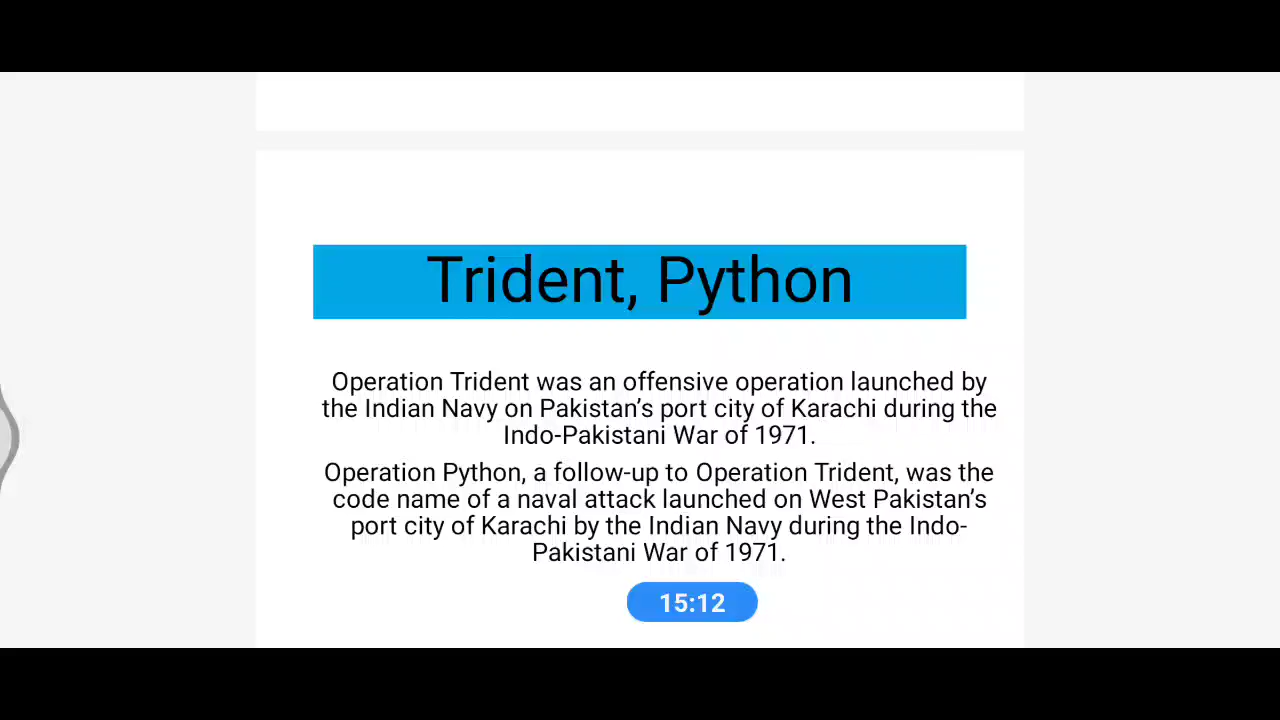 Trident, Python
Operation Trident was an offensive operation launched by
the Indian Navy on Pakistan’s port city of Karachi during the
Indo-Pakistani War of 1971.
Operation Python, a follow-up to Operation Trident, was the
code name of a naval attack launched on West Pakistan’s
port city of Karachi by the Indian Navy during the Indo-
Pakistani War of 1971.
15:12